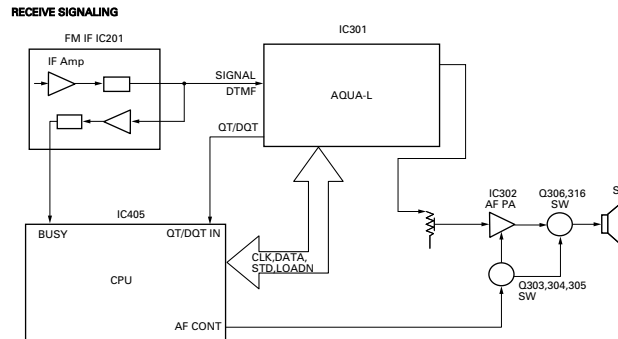 RECEIVE SIGNALING
FM IF IC201
IF Amp
IC301
SIGNAL
DTMF
AQUA-L
QT/DQT
IC302
AF PA
Q306,316
SW
IC405
BUSY
QT/DQT IN
CLK,DATA,
STD,LOADN
CPU
Q303,304,305
SW
AF CONT